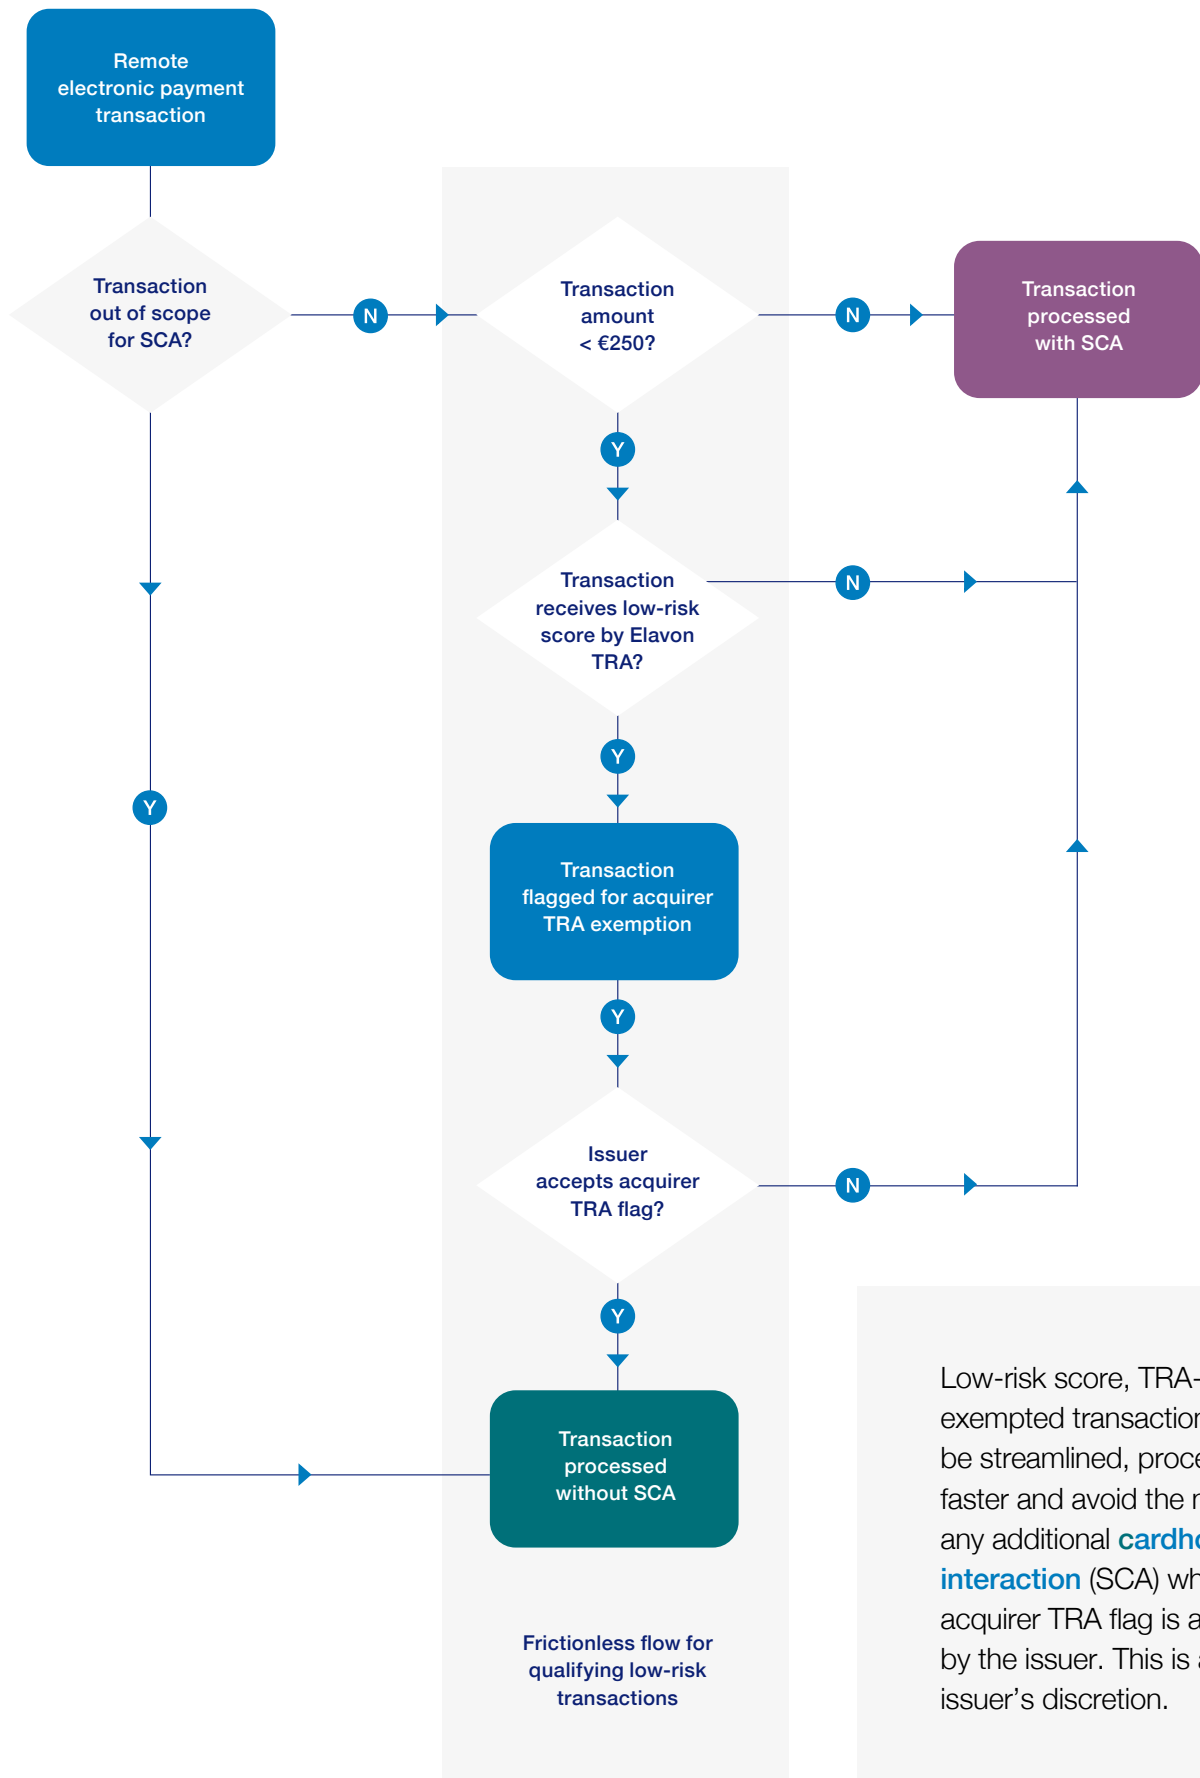 Remote
electronic payment
transaction
Transaction
out of scope
for SCA?
N
Transaction
amount
< €250?
N
Transaction
processed
with SCA
Y
Transaction
receives low-risk
score by Elavon
TRA?
N
Y
Y
Transaction
flagged for acquirer
TRA exemption
Y
Issuer
accepts acquirer
TRA flag?
N
Y
Transaction
processed
without SCA
Frictionless flow for
qualifying low-risk
transactions
Low-risk score, TRA-
exempted
be streamlined,
faster and avoid the
any additional
interaction (SCA)
acquirer TRA flag is
by the issuer. This is
issuer's discretion.